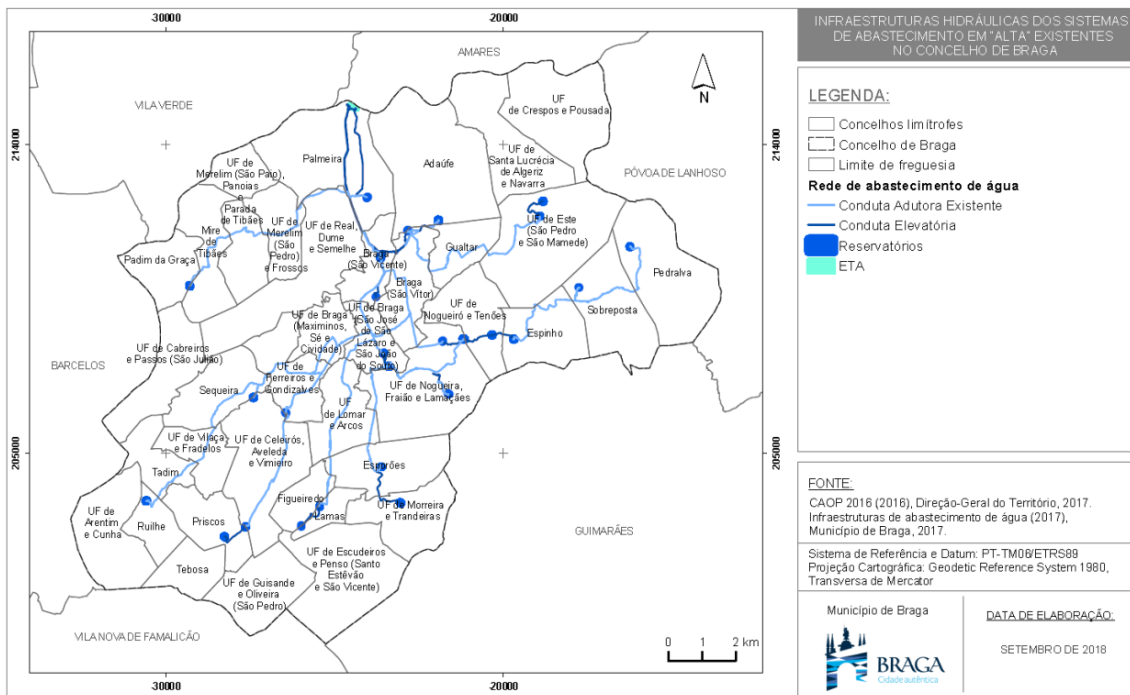 -30000
-20000
INFRAESTRUTURAS HIDRÁULICAS DOS SISTEMAS
DE ABASTECIMENTO EM "ALTA" EXISTENTES
NO CONCELHO DE BRAGA
AMARES
VILA VERDE
N
UF
de Crespos e Pousada
214000
214000
Palmeira
Adaúfe
UF de
Santa Lucrécia
de Algeriz
e Navarra
PÓVOA DE LANHOSO
UF de
Merelim (São Paio),
Panoias
e
Parada
de Tibães
Mire
de
Tibães
UF de
Merelim
(São
Pedro)
e Frossos
UF de Real,
Dume
e Semelhe
UF de Este
(São Pedro
e São Mamede)
Padim da Graça
Braga
(São Vicente)
Gualtar
Pedralva
Braga
(São Vítor)
Sobreposta
UF de Braga
(Maximinos,
Sé e
Cividade)
UF de Braga
(São José
de São
Lázaro e
São João
do Souto)
UF de
Nogueiró e Tenões
Espinho
UF de Cabreiros
e Passos (São Julião)
BARCELOS
Sequeira
UF de
Ferreiros e
Gondizalves
UF de Nogueira,
Fraião e Lamaçães
UF
de Lomar
e Arcos
UF de Vilaça
e Fradelos
UF de Celeirós,
Aveleda
e Vimieiro
205000
205000
Tadim
Esporões
UF de
Arentim
e Cunha
Ruilhe
Priscos
Figueiredo
Lamas
UF de Morreira
e Trandeiras
GUIMARÃES
Tebosa
UF de Escudeiros
e Penso (Santo
Estêvão
e São Vicente)
UF de Guisande
e Oliveira
(São Pedro)
VILA NOVA DE FAMALICÃO
0 1 2 km
-30000
-20000
LEGENDA:
Concelhos limítrofes
Concelho de Braga
Limite de freguesia
Rede de abastecimento de água
Conduta Adutora Existente
Conduta Elevatória
Reservatórios
ETA
FONTE:
CAOP 2016 (2016), Direção-Geral do Território, 2017.
Infraestruturas de abastecimento de água (2017),
Município de Braga, 2017.
Sistema de Referência e Datum: PT-TM06/ETRS89
Projeção Cartográfica: Geodetic Reference System 1980,
Transversa de Mercator
Município de Braga
BRAGA
Cidade autêntica
DATA DE ELABORAÇÃO:
SETEMBRO DE 2018